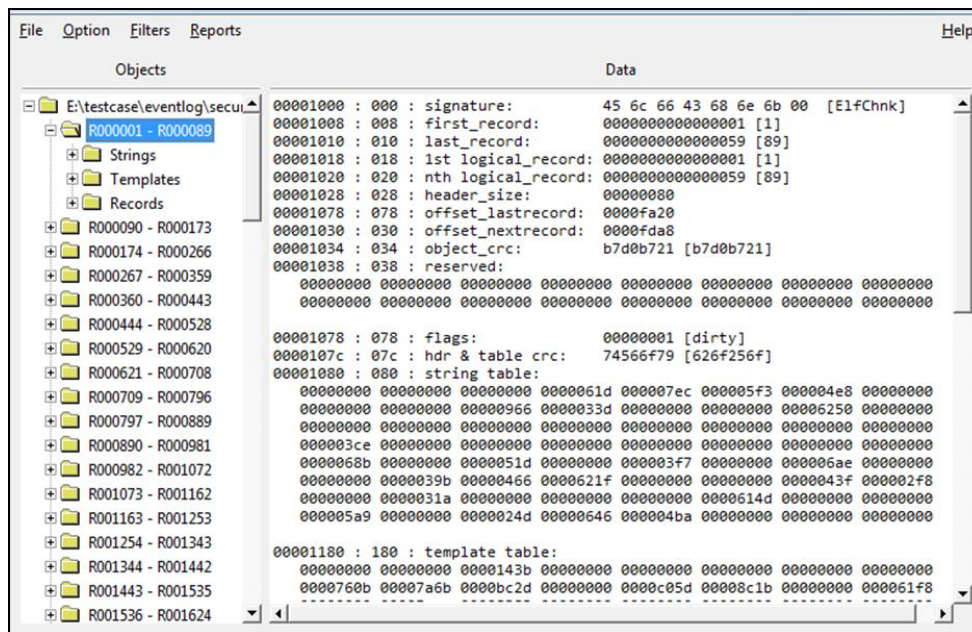 File Option Filters Reports Help
Objects
E:\testcase\eventlog\secu
R000001 - R000089
Strings
Templates
Records
R000090 - R000173
R000174 - R000266
R000267 - R000359
R000360 - R000443
R000444 - R000528
R000529 - R000620
R000621 - R000708
R000709 - R000796
R000797 - R000889
R000890 - R000981
R000982 - R001072
R001073 - R001162
R001163 - R001253
R001254 - R001343
R001344 - R001442
R001443 - R001535
R001536 - R001624
Data
00001000 : 000 : signature: 45 6c 66 43 68 6e 6b 00 [ElfChnk]
00001008 : 008 : first_record: 0000000000000001 [1]
00001010 : 010 : last_record: 0000000000000059 [89]
00001018 : 018 : 1st logical_record: 0000000000000001 [1]
00001020 : 020 : nth logical_record: 0000000000000059 [89]
00001028 : 028 : header_size: 00000080
00001078 : 078 : offset_lastrecord: 0000fa20
00001030 : 030 : offset_nextrecord: 0000fda8
00001034 : 034 : object_crc: b7d0b721 [b7d0b721]
00001038 : 038 : reserved:
00000000 00000000 00000000 00000000 00000000 00000000 00000000 00000000
00000000 00000000 00000000 00000000 00000000 00000000 00000000 00000000
00001078 : 078 : flags: 00000001 [dirty]
0000107c : 07c : hdr & table crc: 74566f79 [626f256f]
00001080 : 080 : string table:
00000000 00000000 00000000 0000061d 000007ec 000005f3 000004e8 00000000
00000000 00000000 00000966 0000033d 00000000 00000000 00006250 00000000
00000000 00000000 00000000 00000000 00000000 00000000 00000000 00000000
000003ce 00000000 00000000 00000000 00000000 00000000 00000000 00000000
0000068b 00000000 0000051d 00000000 000003f7 00000000 000006ae 00000000
00000000 0000039b 00000466 0000621f 00000000 00000000 0000043f 000002f8
00000000 0000031a 00000000 00000000 00000000 0000614d 00000000 00000000
000005a9 00000000 0000024d 00000646 000004ba 00000000 00000000 00000000
00001180 : 180 : template table:
00000000 00000000 0000143b 00000000 00000000 00000000 00000000 00000000
0000760b 00007a6b 0000bc2d 00000000 0000c05d 00008c1b 00000000 000061f8